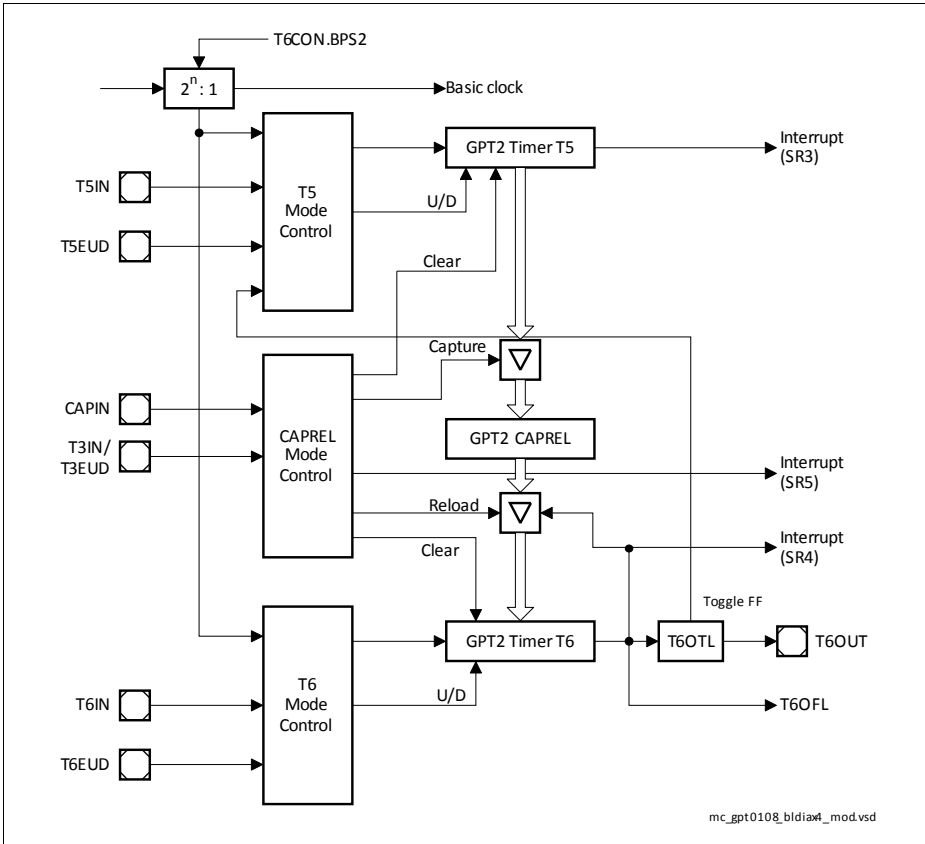 T6CON.BPS2
2ⁿ : 1
Basic clock
GPT2 Timer T5
Interrupt
(SR3)
T5IN
T5
Mode
Control
U/D
T5EUD
Clear
Capture
CAPIN
GPT2 CAPREL
CAPREL
Mode
Control
T3IN/
T3EUD
Interrupt
(SR5)
Reload
Interrupt
(SR4)
Clear
Toggle FF
GPT2 Timer T6
T6OTL
T6OUT
T6
Mode
Control
U/D
T6IN
T6OFL
T6EUD
mc_gpt0108_bldiax4_mod.vsd